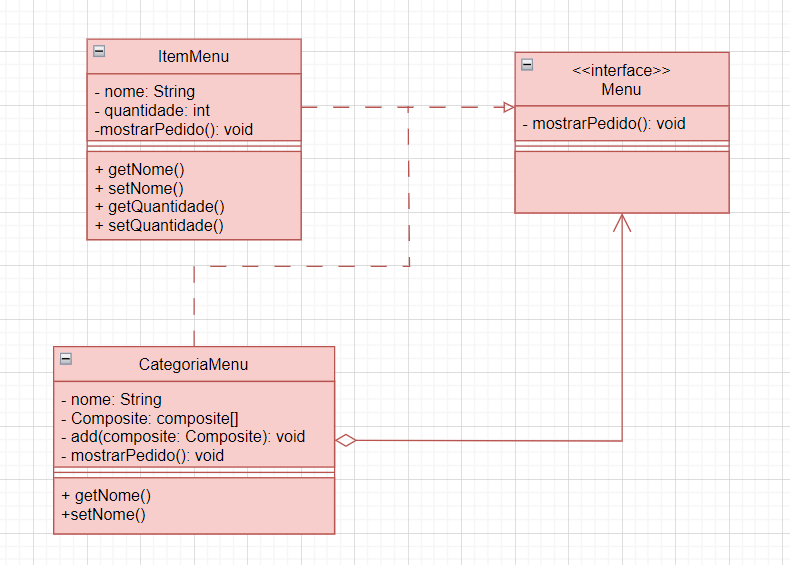 ItemMenu
- nome: String
- quantidade: int
-mostrarPedido(): void
+ getNome()
+ setNome()
+ getQuantidade()
+ setQuantidade()
<<interface>>
Menu
- mostrarPedido(): void
CategoriaMenu
- nome: String
- Composite: composite[]
- add(composite: Composite): void
- mostrarPedido(): void
+ getNome()
+setNome()